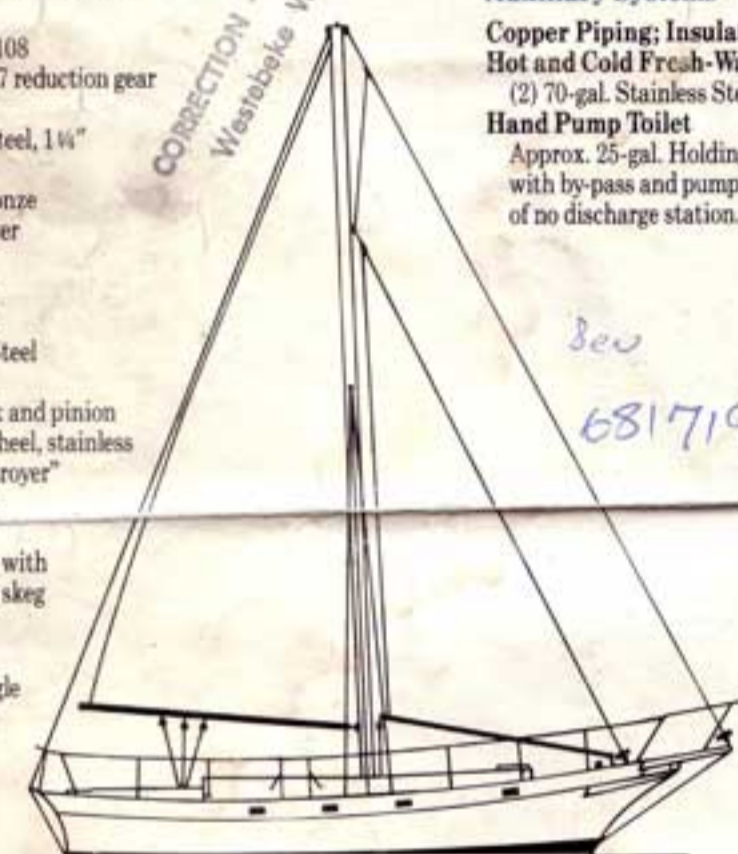 108
7 reduction gear
teel, 1¼"
onze
er
teel
k and pinion
heel, stainless
royer"
with
skeg
gle
CORRECTION
Westebeke
Copper Piping; Insula
Hot and Cold Fresh-Wa
(2) 70-gal. Stainless Ste
Hand Pump Toilet
Approx. 25-gal. Holdin
with by-pass and pump
of no discharge station.
Bev
681710